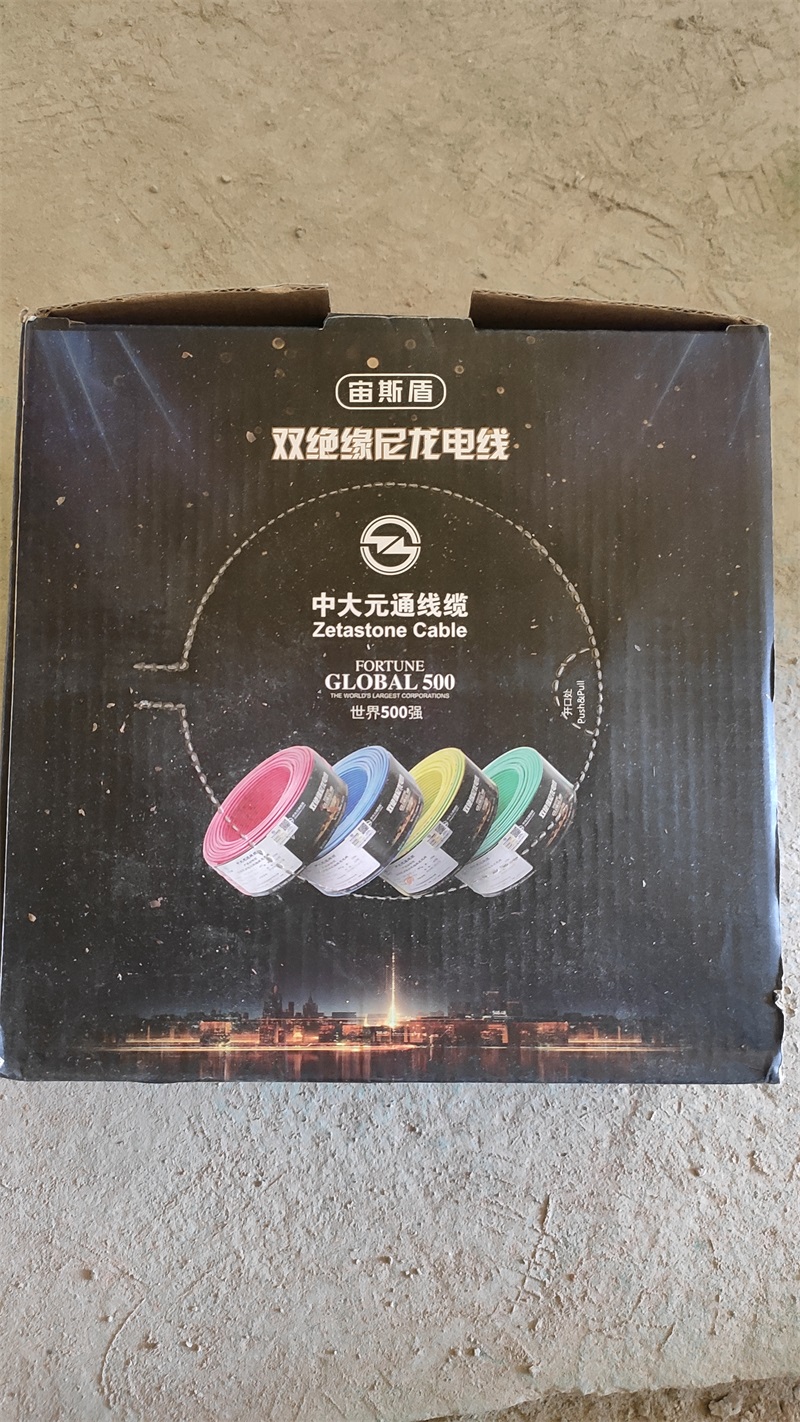 宙斯盾
双绝缘尼龙电线
中大元通线缆
Zetastone Cable
FORTUNE
GLOBAL 500
THE WORLD'S LARGEST CORPORATIONS
世界500强
开口处
Push&Pull